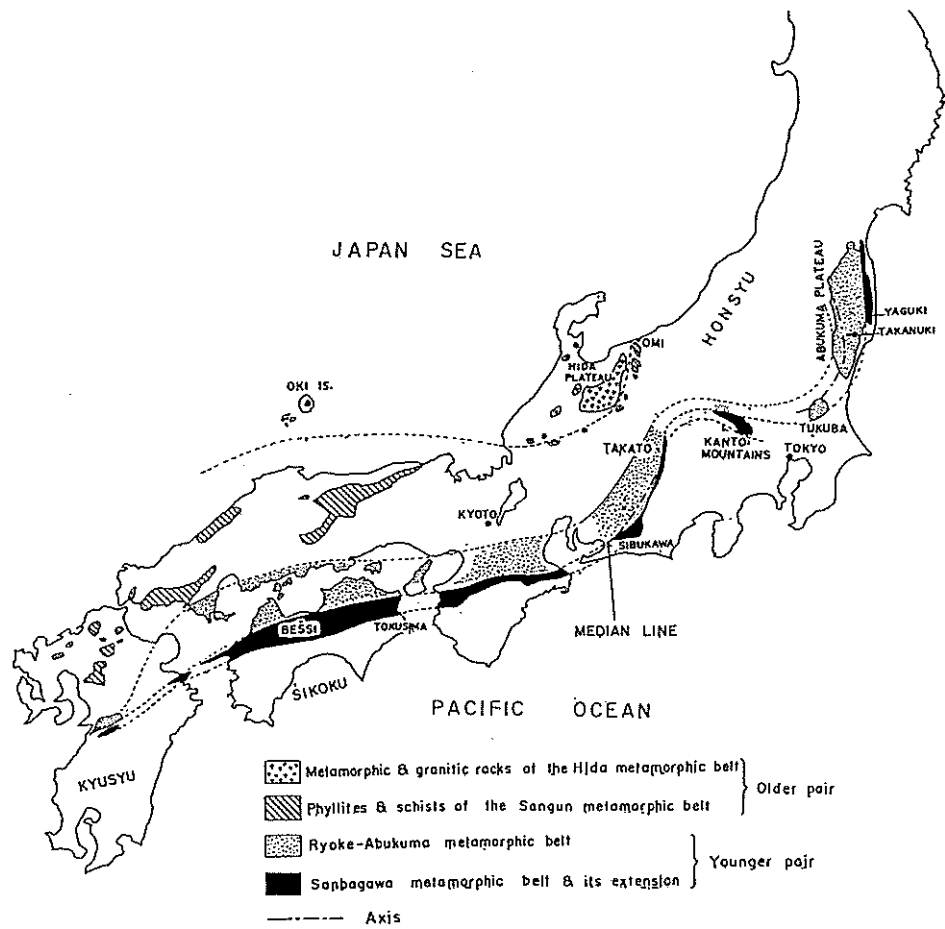 JAPAN SEA
HONSYU
ABUKUMA PLATEAU
YAGUKI
TAKANUKI
OMI
HIDA
PLATEAU
OKI IS.
TUKUBA
TAKATO
KANTO
MOUNTAINS
TOKYO
KYOTO
SIBUKAWA
BESSI
TOKUSIMA
MEDIAN LINE
SIKOKU
PACIFIC OCEAN
KYUSYU
Metamorphic & granitic rocks of the Hida metamorphic belt
Older pair
Phyllites & schists of the Sangun metamorphic belt
Ryoke-Abukuma metamorphic belt
Younger pair
Sanbagawa metamorphic belt & its extension
Axis